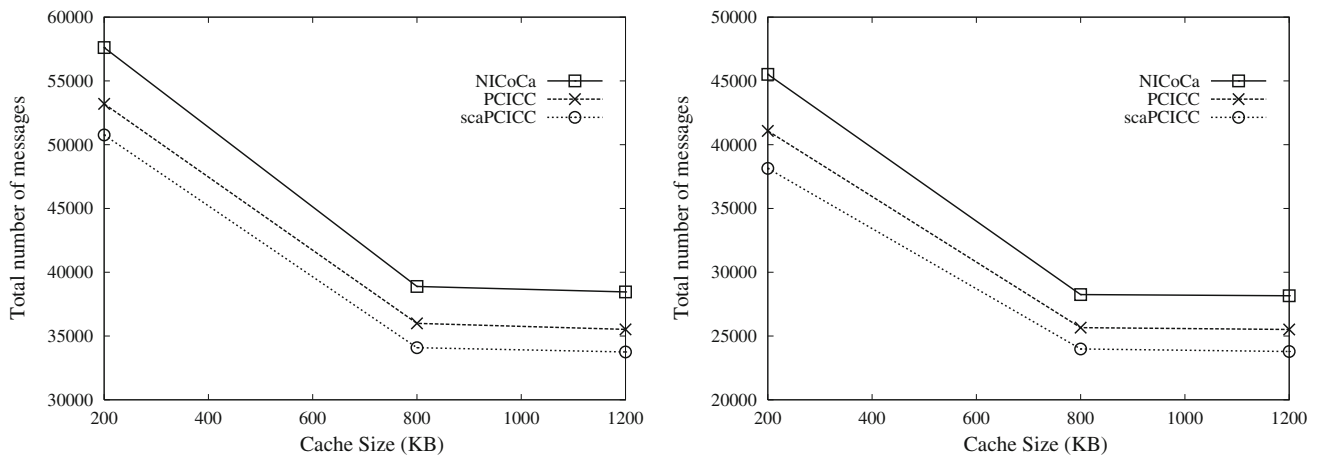 60000
55000
50000
45000
40000
35000
30000
Total number of messages
NICoCa
PCICC
scaPCICC
200 400 600 800 1000 1200
Cache Size (KB)
50000
45000
40000
35000
30000
25000
20000
Total number of messages
NICoCa
PCICC
scaPCICC
200 400 600 800 1000 1200
Cache Size (KB)